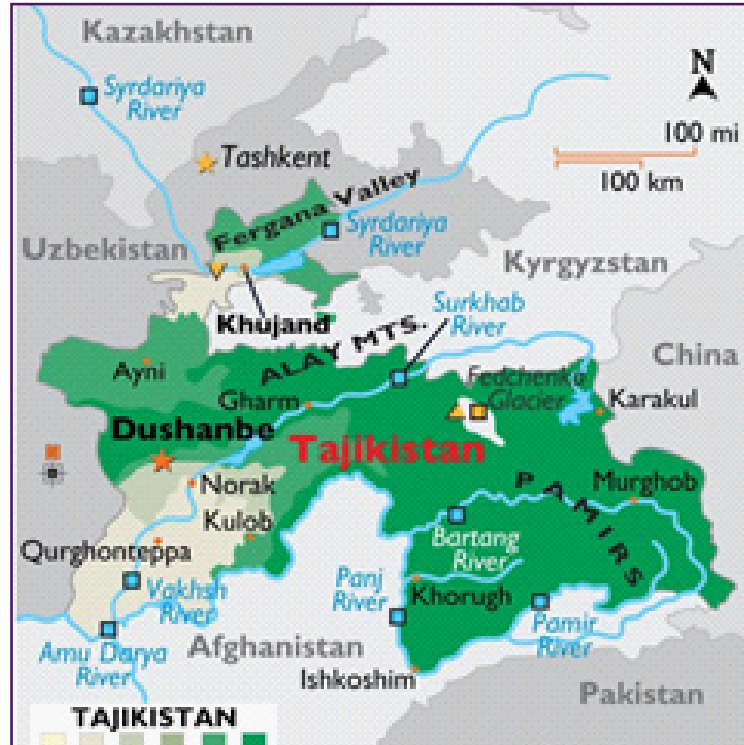 Kazakhstan
Syrdariya
River
N
100 mi
100 km
Tashkent
Fergana Valley
Syrdariya
River
Uzbekistan
Kyrgyzstan
Khujand
Surkhab
River
ALAY MTS.
China
Ayni
Fedchenko
Glacier
Gharm
Karakul
Dushanbe
Tajikistan
PAMIRS
Murghob
Norak
Kulob
Bartang
River
Qurghonteppa
Vakhsh
River
Panj
River
Khorugh
Pamir
River
Amu Darya
River
Afghanistan
Ishkoshim
Pakistan
TAJIKISTAN